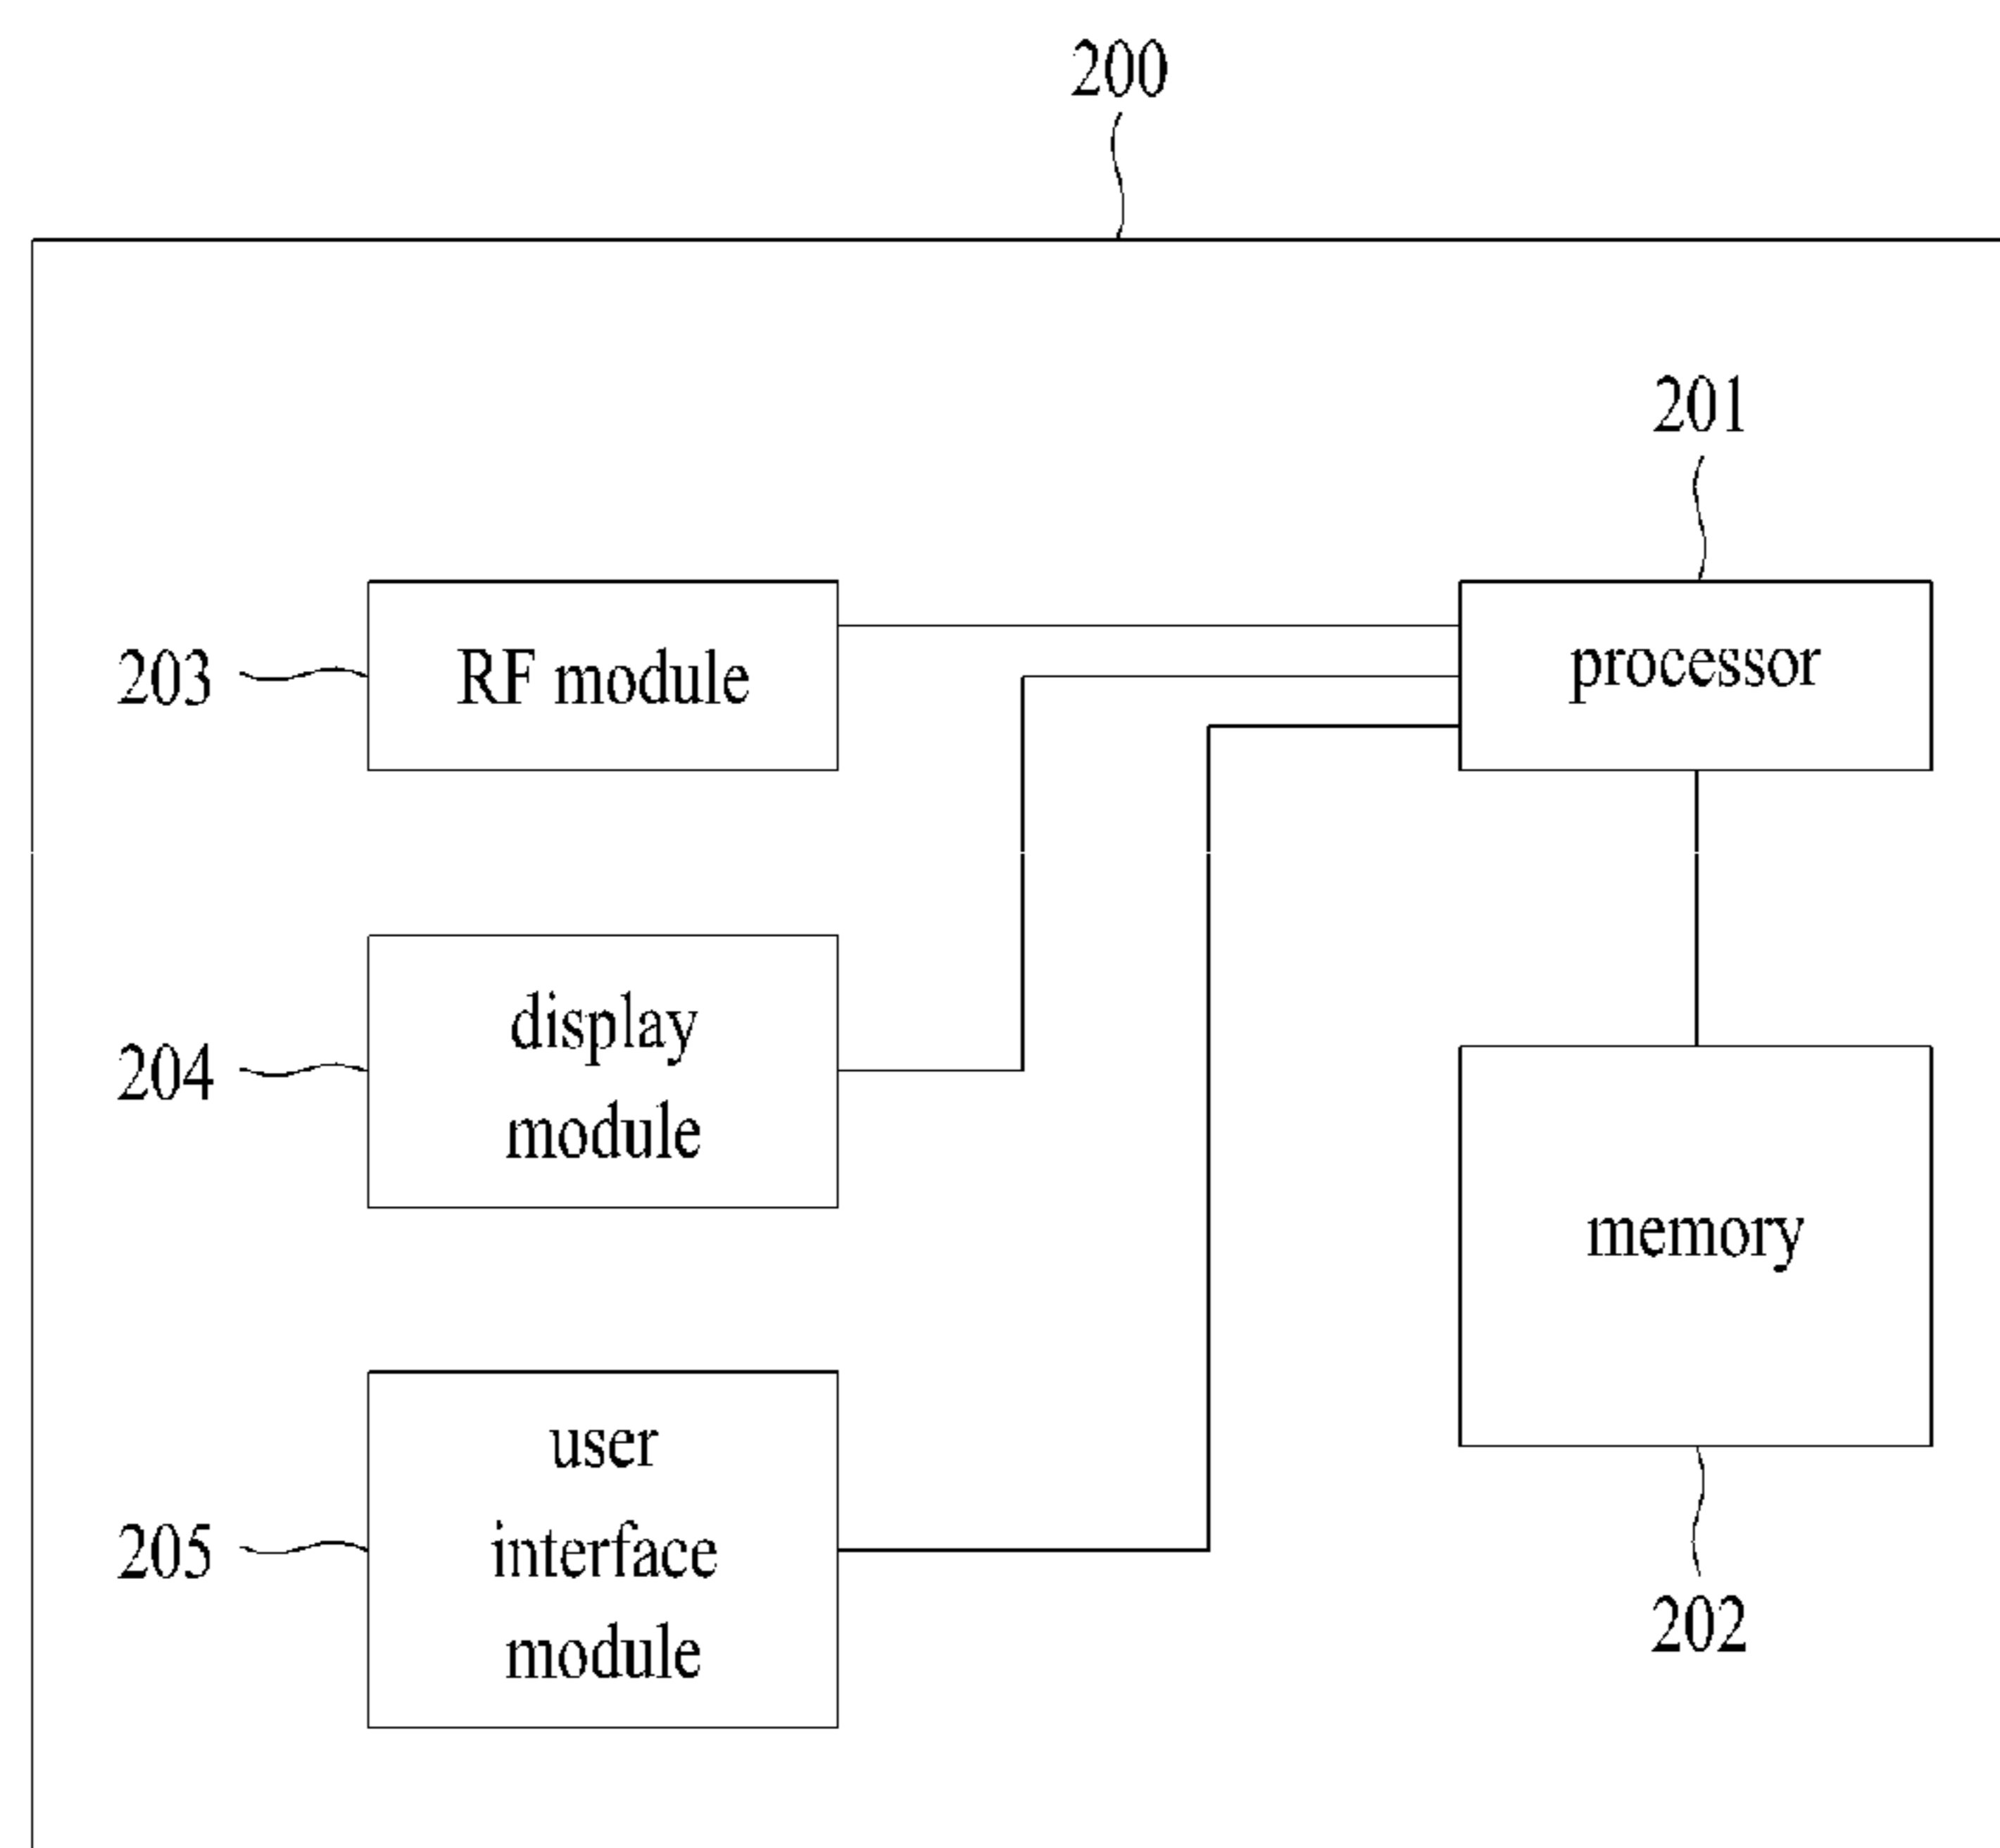 200
201
203
RF module
processor
204
display
module
memory
205
user
interface
module
202